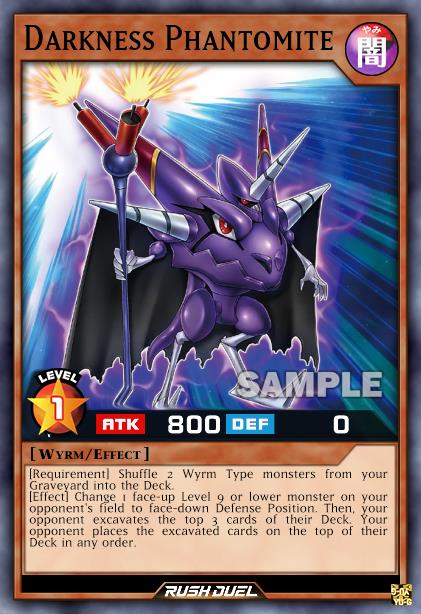 DARKNESS PHANTOMITE
やみ
闇
SAMPLE
LEVEL
1
ATK 800 DEF 0
[WYRM/EFFECT]
[Requirement] Shuffle 2 Wyrm Type monsters from your
Graveyard into the Deck.
[Effect] Change 1 face-up Level 9 or lower monster on your
opponent's field to face-down Defense Position. Then, your
opponent excavates the top 3 cards of their Deck. Your
opponent places the excavated cards on the top of their
Deck in any order.
RUSH DUEL